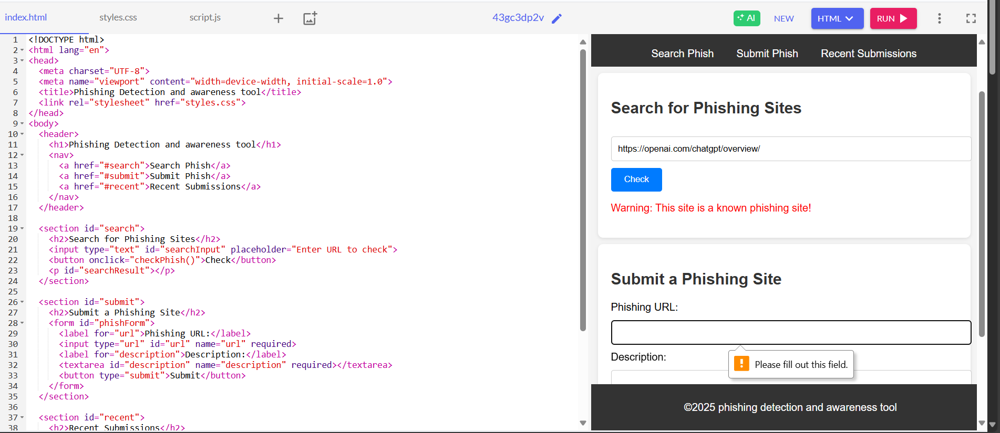 index.html styles.css script.js 43gc3dp2v AI NEW HTML RUN
1 <!DOCTYPE html>
2 <html lang="en">
3 <head>
4 <meta charset="UTF-8">
5 <meta name="viewport" content="width=device-width, initial-scale=1.0">
6 <title>Phishing Detection and awareness tool</title>
7 <link rel="stylesheet" href="styles.css">
8 </head>
9 <body>
10 <header>
11 <h1>Phishing Detection and awareness tool</h1>
12 <nav>
13 <a href="#search">Search Phish</a>
14 <a href="#submit">Submit Phish</a>
15 <a href="#recent">Recent Submissions</a>
16 </nav>
17 </header>
18
19 <section id="search">
20 <h2>Search for Phishing Sites</h2>
21 <input type="text" id="searchInput" placeholder="Enter URL to check">
22 <button onclick="checkPhish()">Check</button>
23 <p id="searchResult"></p>
24 </section>
25
26 <section id="submit">
27 <h2>Submit a Phishing Site</h2>
28 <form id="phishForm">
29 <label for="url">Phishing URL:</label>
30 <input type="url" id="url" name="url" required>
31 <label for="description">Description:</label>
32 <textarea id="description" name="description" required></textarea>
33 <button type="submit">Submit</button>
34 </form>
35 </section>
36
37 <section id="recent">
38 <h2>Recent Submissions</h2>
Search Phish Submit Phish Recent Submissions
Search for Phishing Sites
https://openai.com/chatgpt/overview/
Check
Warning: This site is a known phishing site!
Submit a Phishing Site
Phishing URL:
Description:
Please fill out this field.
©2025 phishing detection and awareness tool